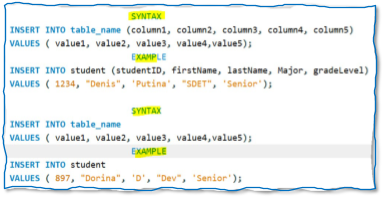 SYNTAX
INSERT INTO table_name (column1, column2, column3, column4, column5)
VALUES ( value1, value2, value3, value4,value5);
EXAMPLE
INSERT INTO student (studentID, firstName, lastName, Major, gradeLevel)
VALUES ( 1234, "Denis", 'Putina', "SDET", 'Senior');
SYNTAX
INSERT INTO table_name
VALUES ( value1, value2, value3, value4,value5);
EXAMPLE
INSERT INTO student
VALUES ( 897, "Dorina", 'D', "Dev", 'Senior');